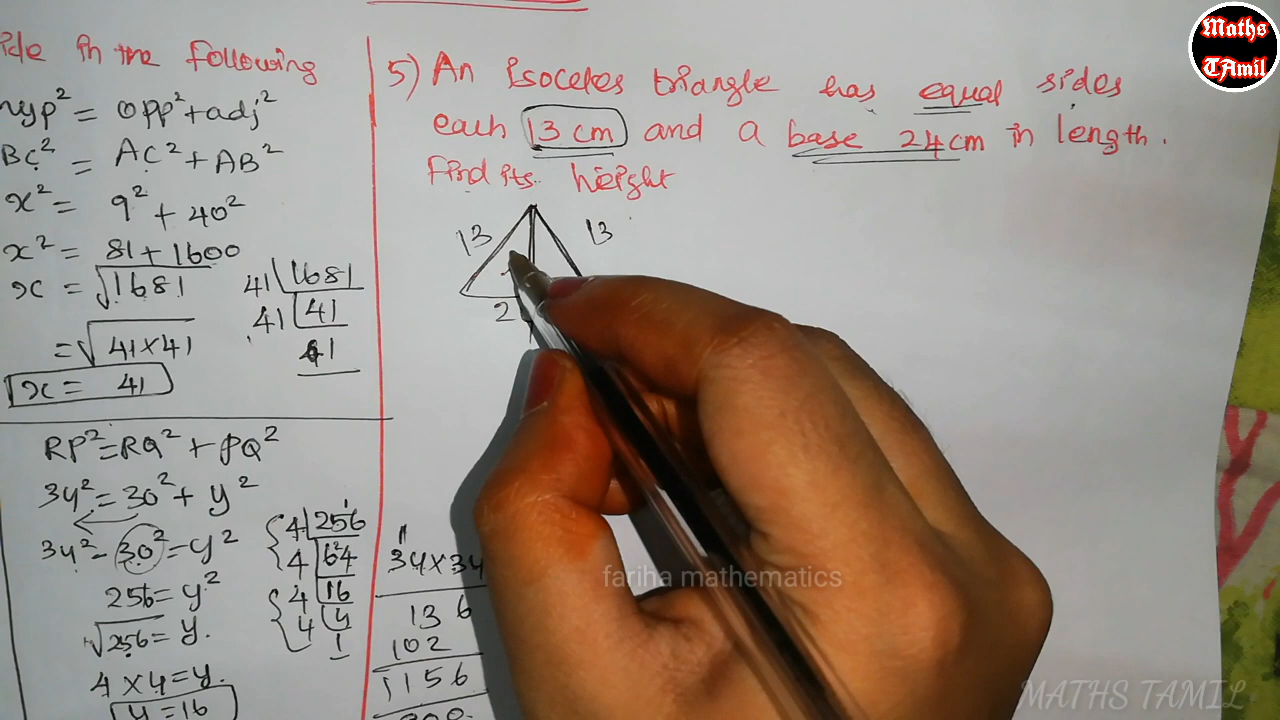 ide in the following
hyp² = opp² + adj²
BC² = AC² + AB²
x² = 9² + 40²
x² = 81 + 1600
x = √1681
41 1681
41 41
41
= √41×41
x = 41
RP² = RQ² + PQ²
34² = 30² + y²
34² - 30² = y²
256 = y²
√256 = y.
4 × 4 = y.
y = 16
4 256
4 64
4 16
4 4
1
34×34
136
102
1156
5) An isoceles triangle has equal sides
each 13 cm and a base 24cm in length.
Find its height
13
13
Maths
TAmil
fariha mathematics
MATHS TAMIL